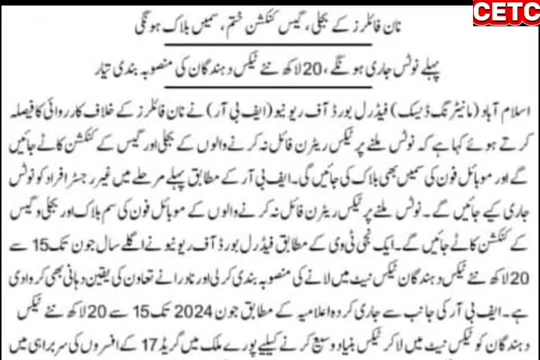 CETC
نان فائلرز کے بجلی، گیس کنکشن ختم، سمیں بلاک ہونگی
پہلے نوٹس جاری ہونگے، 20 لاکھ نئے ٹیکس دہندگان کی منصوبہ بندی تیار
اسلام آباد (مانیٹرنگ ڈیسک) فیڈرل بورڈ آف ریونیو (ایف بی آر) نے نان فائلرز کے خلاف کارروائی کا فیصلہ
کرتے ہوئے کہا ہے کہ نوٹس ملنے پر ٹیکس ریٹرن فائل نہ کرنے والوں کے بجلی اور گیس کے کنکشن کاٹے جائیں
گے اور موبائل فون کی سمیں بھی بلاک کی جائیں گی۔ ایف بی آر کے مطابق پہلے مرحلے میں غیر رجسٹر افراد کو نوٹس
جاری کیے جائیں گے۔ نوٹس ملنے پر ٹیکس ریٹرن فائل نہ کرنے والوں کے موبائل فون کی سم بلاک اور بجلی و گیس
کے کنکشن کاٹے جائیں گے۔ ایک نجی ٹی وی کے مطابق فیڈرل بورڈ آف ریونیو نے اگلے سال جون تک 15 سے
20 لاکھ نئے ٹیکس دہندگان ٹیکس نیٹ میں لانے کی منصوبہ بندی کر لی اور نادرا نے تعاون کی یقین دہانی بھی کروا دی
ہے۔ ایف بی آر کی جانب سے جاری کردہ اعلامیہ کے مطابق جون 2024 تک 15 سے 20 لاکھ نئے ٹیکس
دہندگان کو ٹیکس نیٹ میں لا کر ٹیکس بنیاد وسیع کرنے کیلیے پورے ملک میں گریڈ 17 کے افسروں کی سربراہی میں